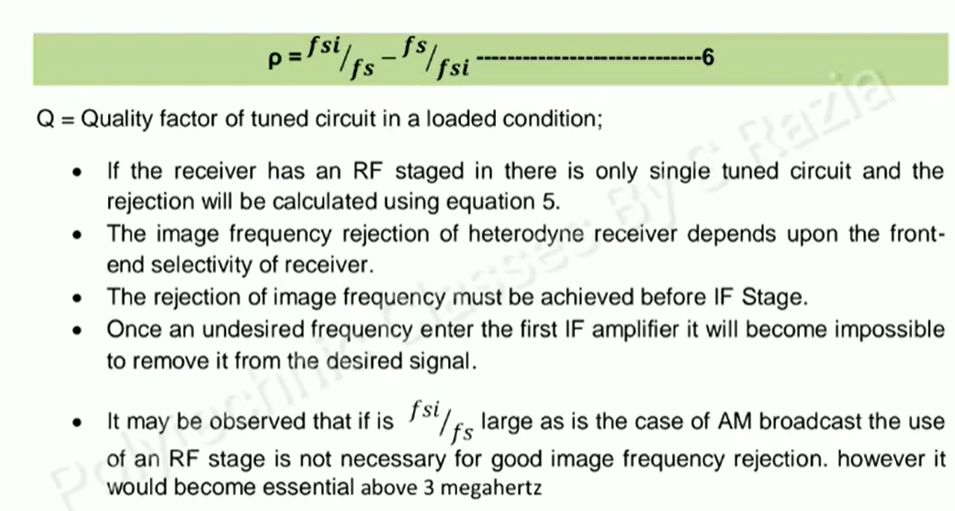 ρ = fsi/fs − fs/fsi ------------------------------6
Q = Quality factor of tuned circuit in a loaded condition;
• If the receiver has an RF staged in there is only single tuned circuit and the
rejection will be calculated using equation 5.
• The image frequency rejection of heterodyne receiver depends upon the front-
end selectivity of receiver.
• The rejection of image frequency must be achieved before IF Stage.
• Once an undesired frequency enter the first IF amplifier it will become impossible
to remove it from the desired signal.
• It may be observed that if is fsi/fs large as is the case of AM broadcast the use
of an RF stage is not necessary for good image frequency rejection. however it
would become essential above 3 megahertz
Polytechnic Classes By S Razia